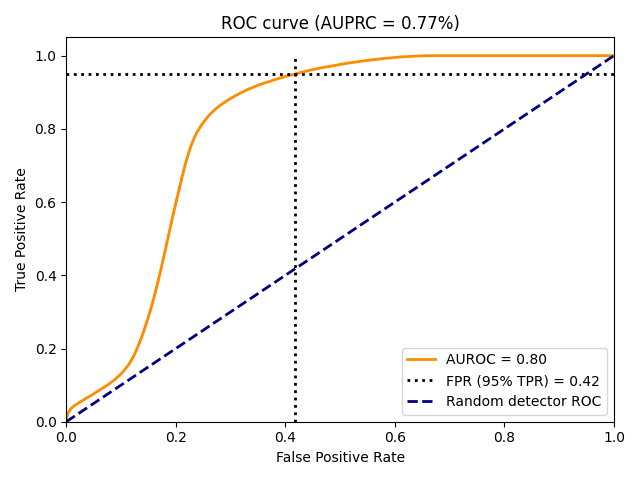 ROC curve (AUPRC = 0.77%)
True Positive Rate
1.0
0.8
0.6
0.4
0.2
0.0
AUROC = 0.80
FPR (95% TPR) = 0.42
Random detector ROC
0.0 0.2 0.4 0.6 0.8 1.0
False Positive Rate